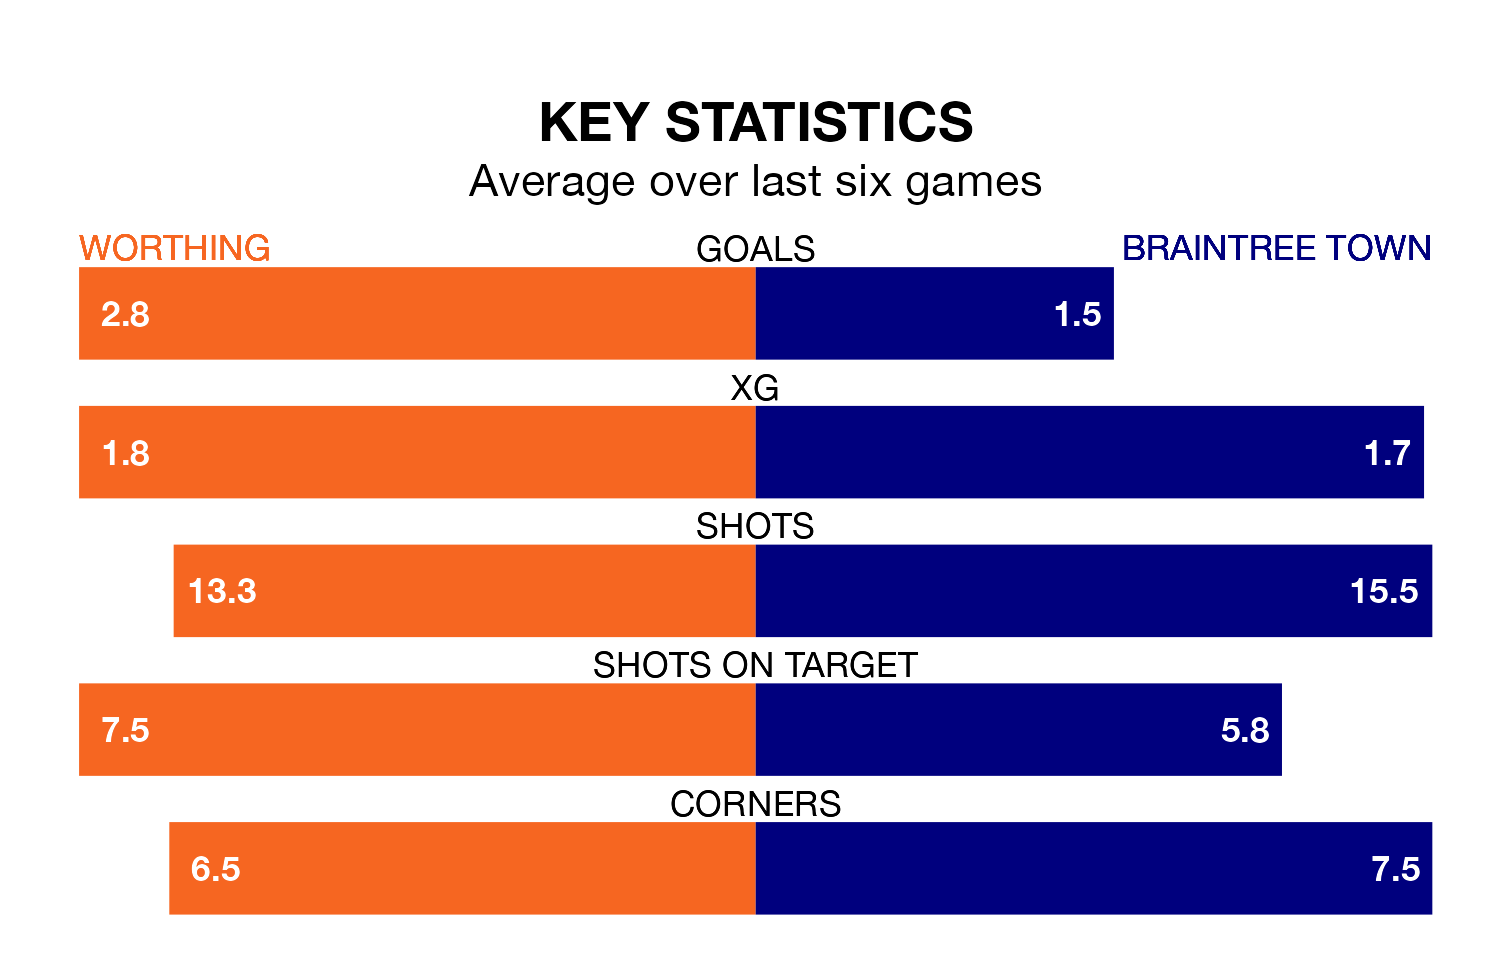 KEY STATISTICS
Average over last six games
WORTHING GOALS BRAINTREE TOWN
2.8 1.5
XG
1.8 1.7
SHOTS
13.3 15.5
SHOTS ON TARGET
7.5 5.8
CORNERS
6.5 7.5